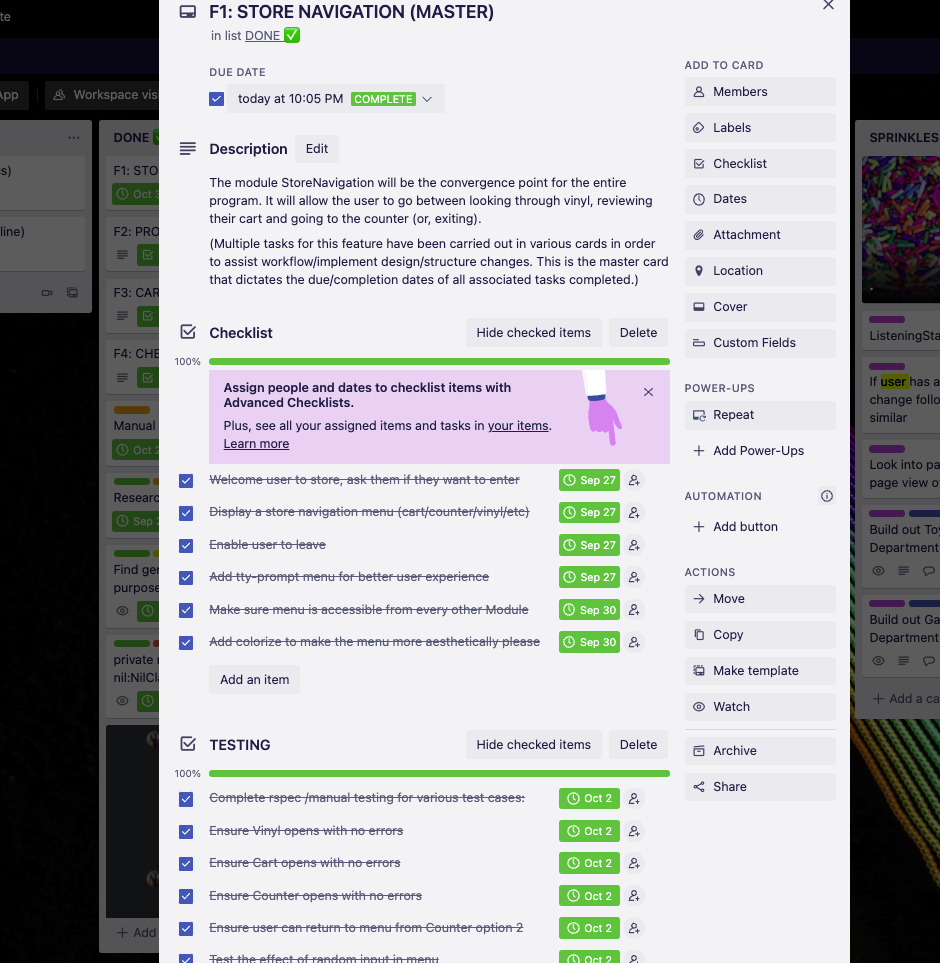 te
App
Workspace visi
s)
line)
DONE
F1: STO
Oct 3
F2: PRO
F3: CAR
F4: CHE
Manual
Oct
Researc
Sep 2
Find ger
purpose
private r
nil:NilCla
Add
F1: STORE NAVIGATION (MASTER)
in list DONE ✅
DUE DATE
today at 10:05 PM COMPLETE
Description Edit
The module StoreNavigation will be the convergence point for the entire
program. It will allow the user to go between looking through vinyl, reviewing
their cart and going to the counter (or, exiting).
(Multiple tasks for this feature have been carried out in various cards in order
to assist workflow/implement design/structure changes. This is the master card
that dictates the due/completion dates of all associated tasks completed.)
Checklist Hide checked items Delete
100%
Assign people and dates to checklist items with
Advanced Checklists.
Plus, see all your assigned items and tasks in your items.
Learn more
Welcome user to store, ask them if they want to enter Sep 27
Display a store navigation menu (cart/counter/vinyl/etc) Sep 27
Enable user to leave Sep 27
Add tty-prompt menu for better user experience Sep 27
Make sure menu is accessible from every other Module Sep 30
Add colorize to make the menu more aesthetically please Sep 30
Add an item
TESTING Hide checked items Delete
100%
Complete rspec /manual testing for various test cases: Oct 2
Ensure Vinyl opens with no errors Oct 2
Ensure Cart opens with no errors Oct 2
Ensure Counter opens with no errors Oct 2
Ensure user can return to menu from Counter option 2 Oct 2
Test the effect of random input in menu Oct 2
ADD TO CARD
Members
Labels
Checklist
Dates
Attachment
Location
Cover
Custom Fields
POWER-UPS
Repeat
Add Power-Ups
AUTOMATION
Add button
ACTIONS
Move
Copy
Make template
Watch
Archive
Share
SPRINKLES
ListeningSta
If user has a
change follo
similar
Look into pa
page view o
Build out Toy
Department
Build out Ga
Department
Add a ca